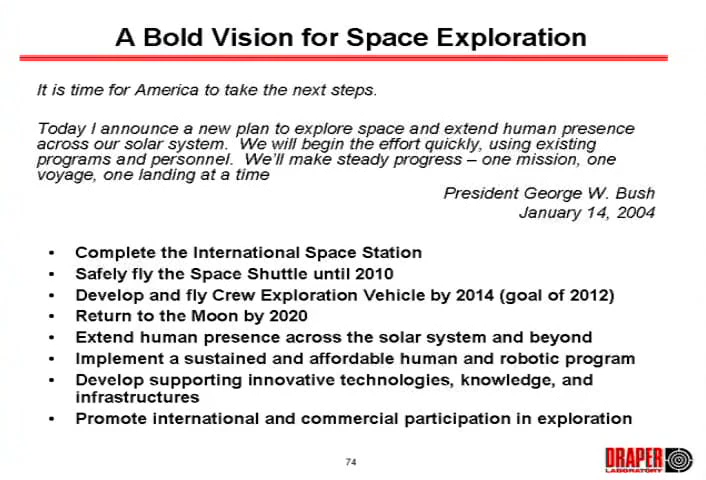 A Bold Vision for Space Exploration
It is time for America to take the next steps.
Today I announce a new plan to explore space and extend human presence
across our solar system. We will begin the effort quickly, using existing
programs and personnel. We'll make steady progress – one mission, one
voyage, one landing at a time
President George W. Bush
January 14, 2004
• Complete the International Space Station
• Safely fly the Space Shuttle until 2010
• Develop and fly Crew Exploration Vehicle by 2014 (goal of 2012)
• Return to the Moon by 2020
• Extend human presence across the solar system and beyond
• Implement a sustained and affordable human and robotic program
• Develop supporting innovative technologies, knowledge, and
infrastructures
• Promote international and commercial participation in exploration
74
DRAPER
LABORATORY